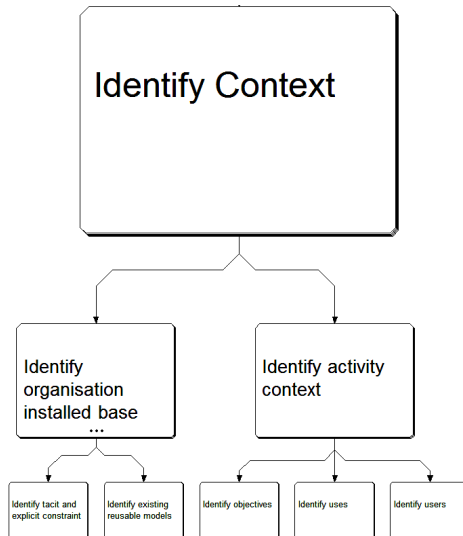 Identify Context
Identify
organisation
installed base
...
Identify activity
context
Identify tacit and
explicit constraint
Identify existing
reusable models
Identify objectives
Identify uses
Identify users